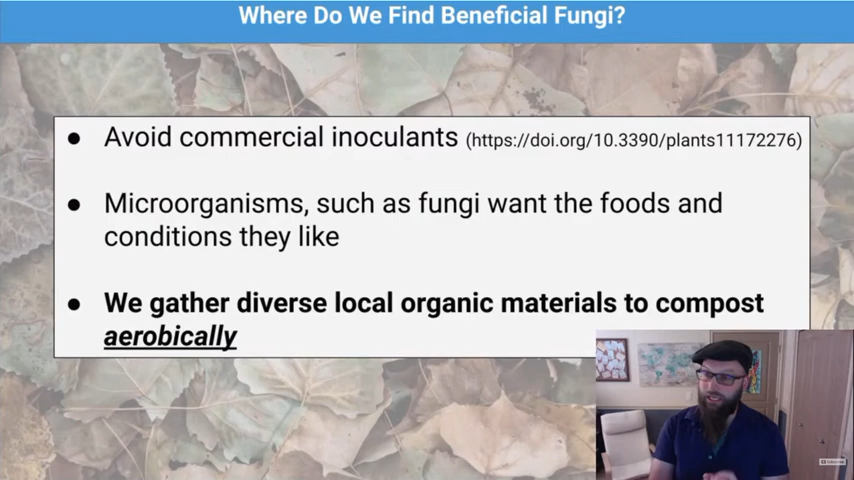 Where Do We Find Beneficial Fungi?
● Avoid commercial inoculants (https://doi.org/10.3390/plants11172276)
● Microorganisms, such as fungi want the foods and
conditions they like
● We gather diverse local organic materials to compost
aerobically
Subscribe